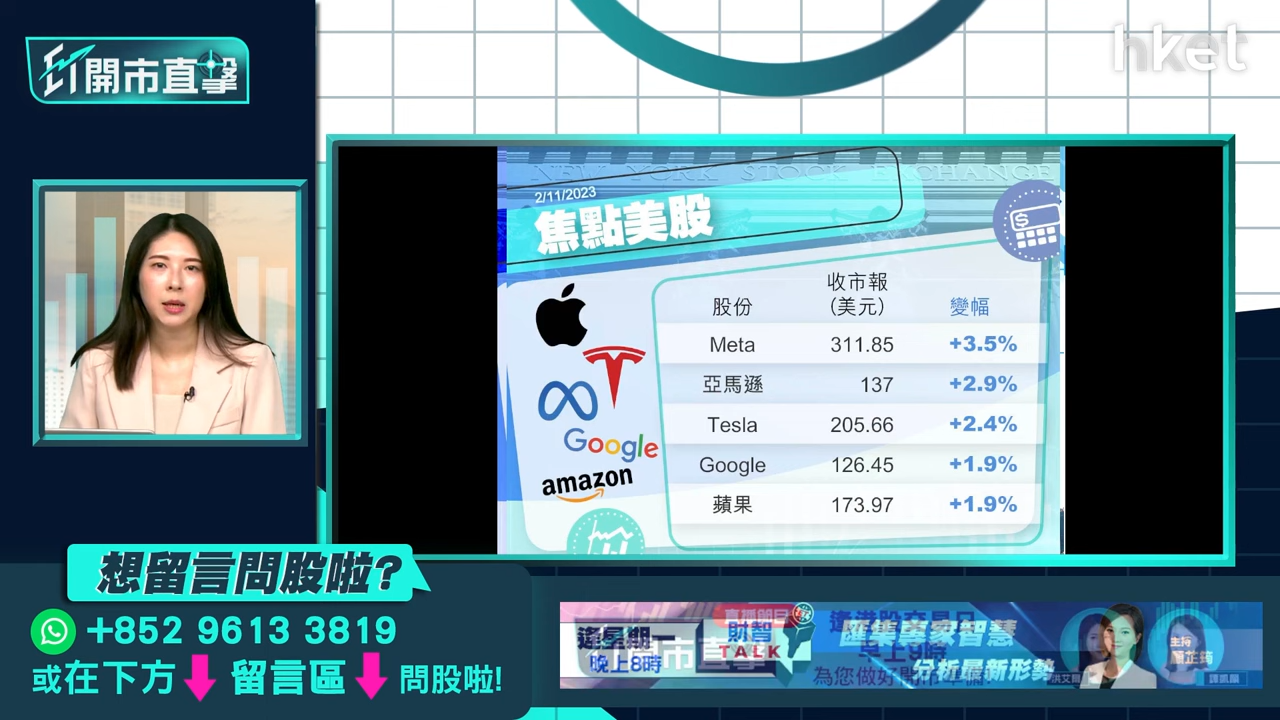 開市直擊
hket
NEW YORK STOCK EXCHANGE
2/11/2023
焦點美股
股份 收市報(美元) 變幅
Meta 311.85 +3.5%
亞馬遜 137 +2.9%
Tesla 205.66 +2.4%
Google 126.45 +1.9%
蘋果 173.97 +1.9%
Google
amazon
想留言問股啦?
+852 9613 3819
或在下方 留言區 問股啦!
逢星期一
晚上8時
財智
TALK
匯集專家智慧
分析最新形勢
主持